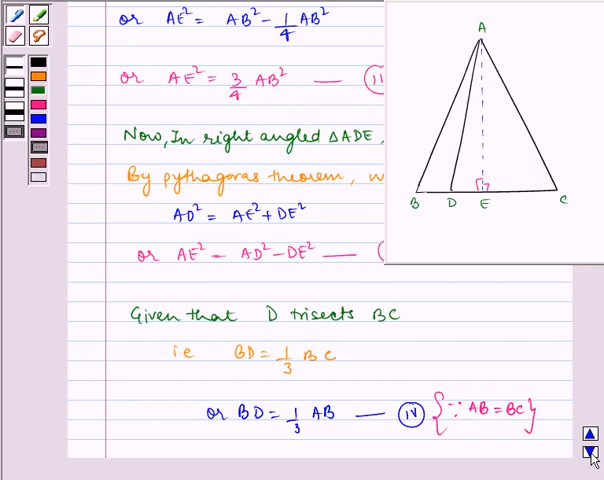 or AE² = AB² - 1/4 AB²
or AE² = 3/4 AB² —— (ii
Now, In right angled △ADE,
By pythagoras theorem, w
AD² = AE² + DE²
or AE² = AD² - DE² ——
Given that D trisects BC
i.e BD = 1/3 BC
or BD = 1/3 AB —— (iv) {∵ AB = BC}
A
B D E C